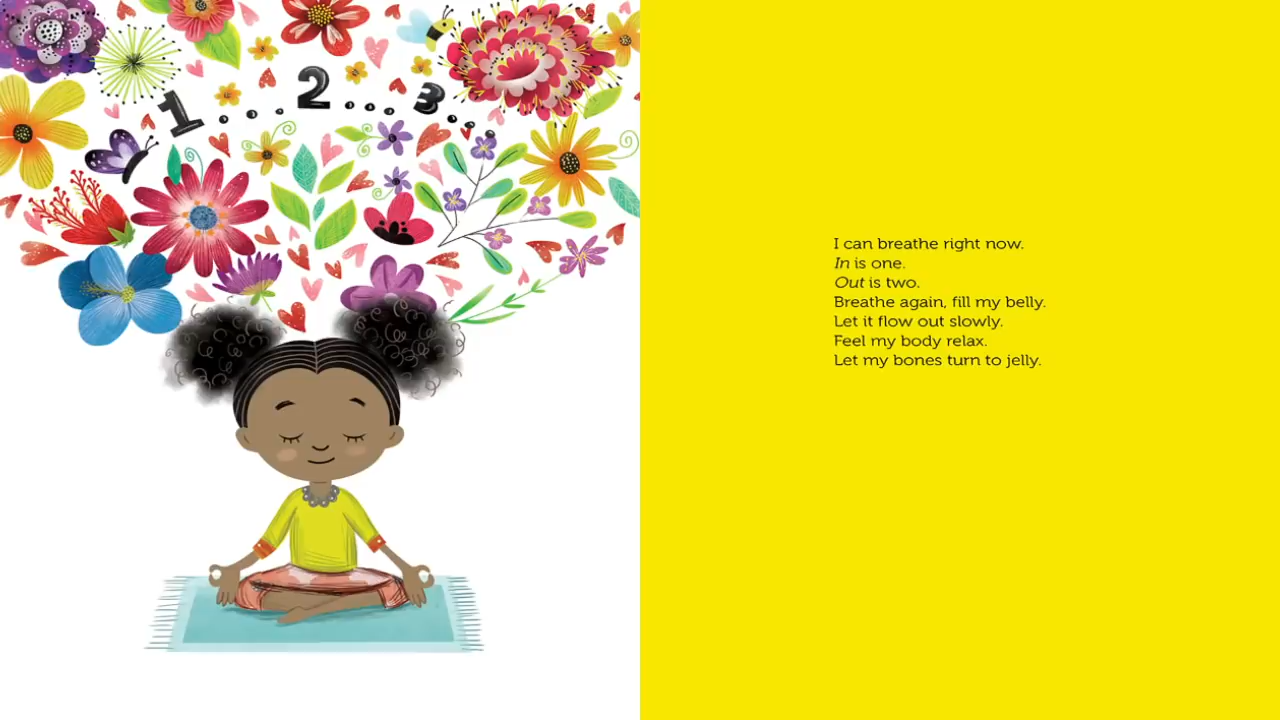 1...2...3...
I can breathe right now.
In is one.
Out is two.
Breathe again, fill my belly.
Let it flow out slowly.
Feel my body relax.
Let my bones turn to jelly.